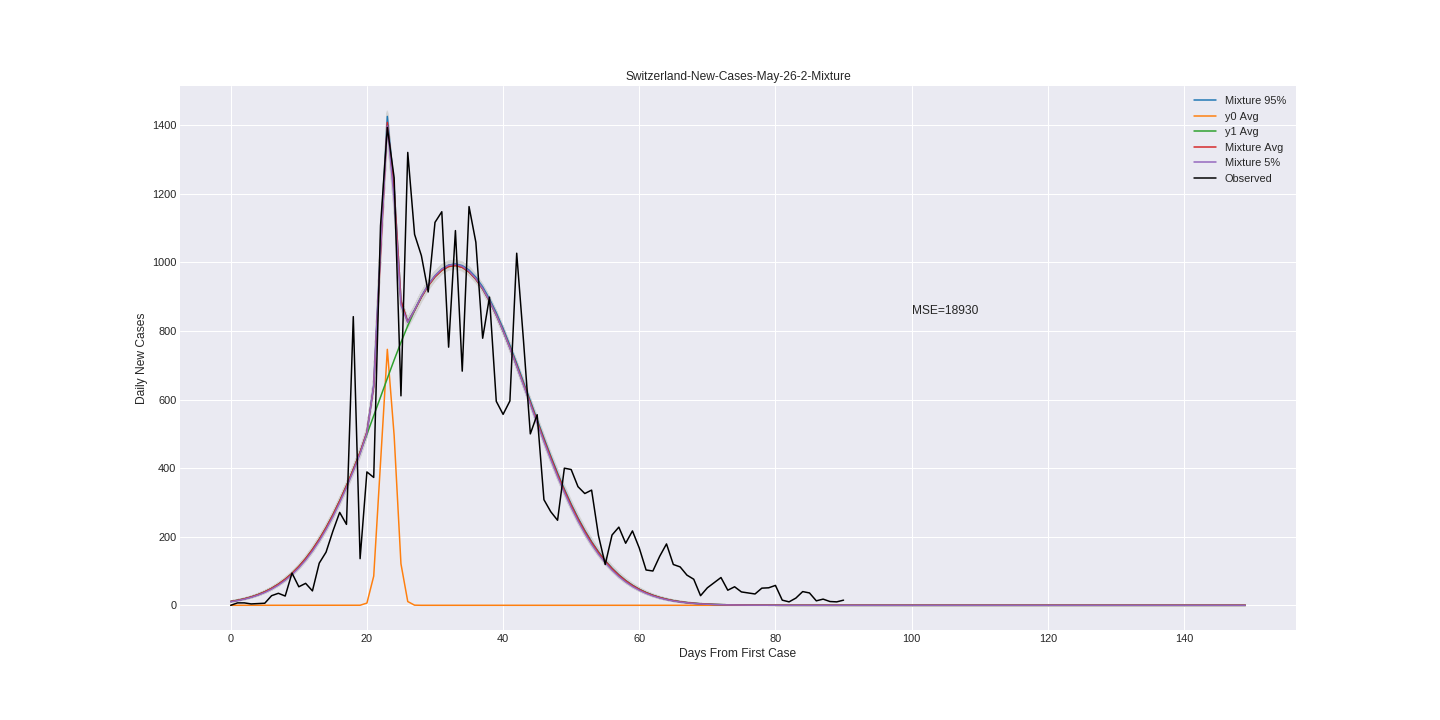 Switzerland-New-Cases-May-26-2-Mixture
Mixture 95%
y0 Avg
y1 Avg
Mixture Avg
Mixture 5%
Observed
1400
1200
1000
800
600
400
200
0
Daily New Cases
MSE=18930
0 20 40 60 80 100 120 140
Days From First Case